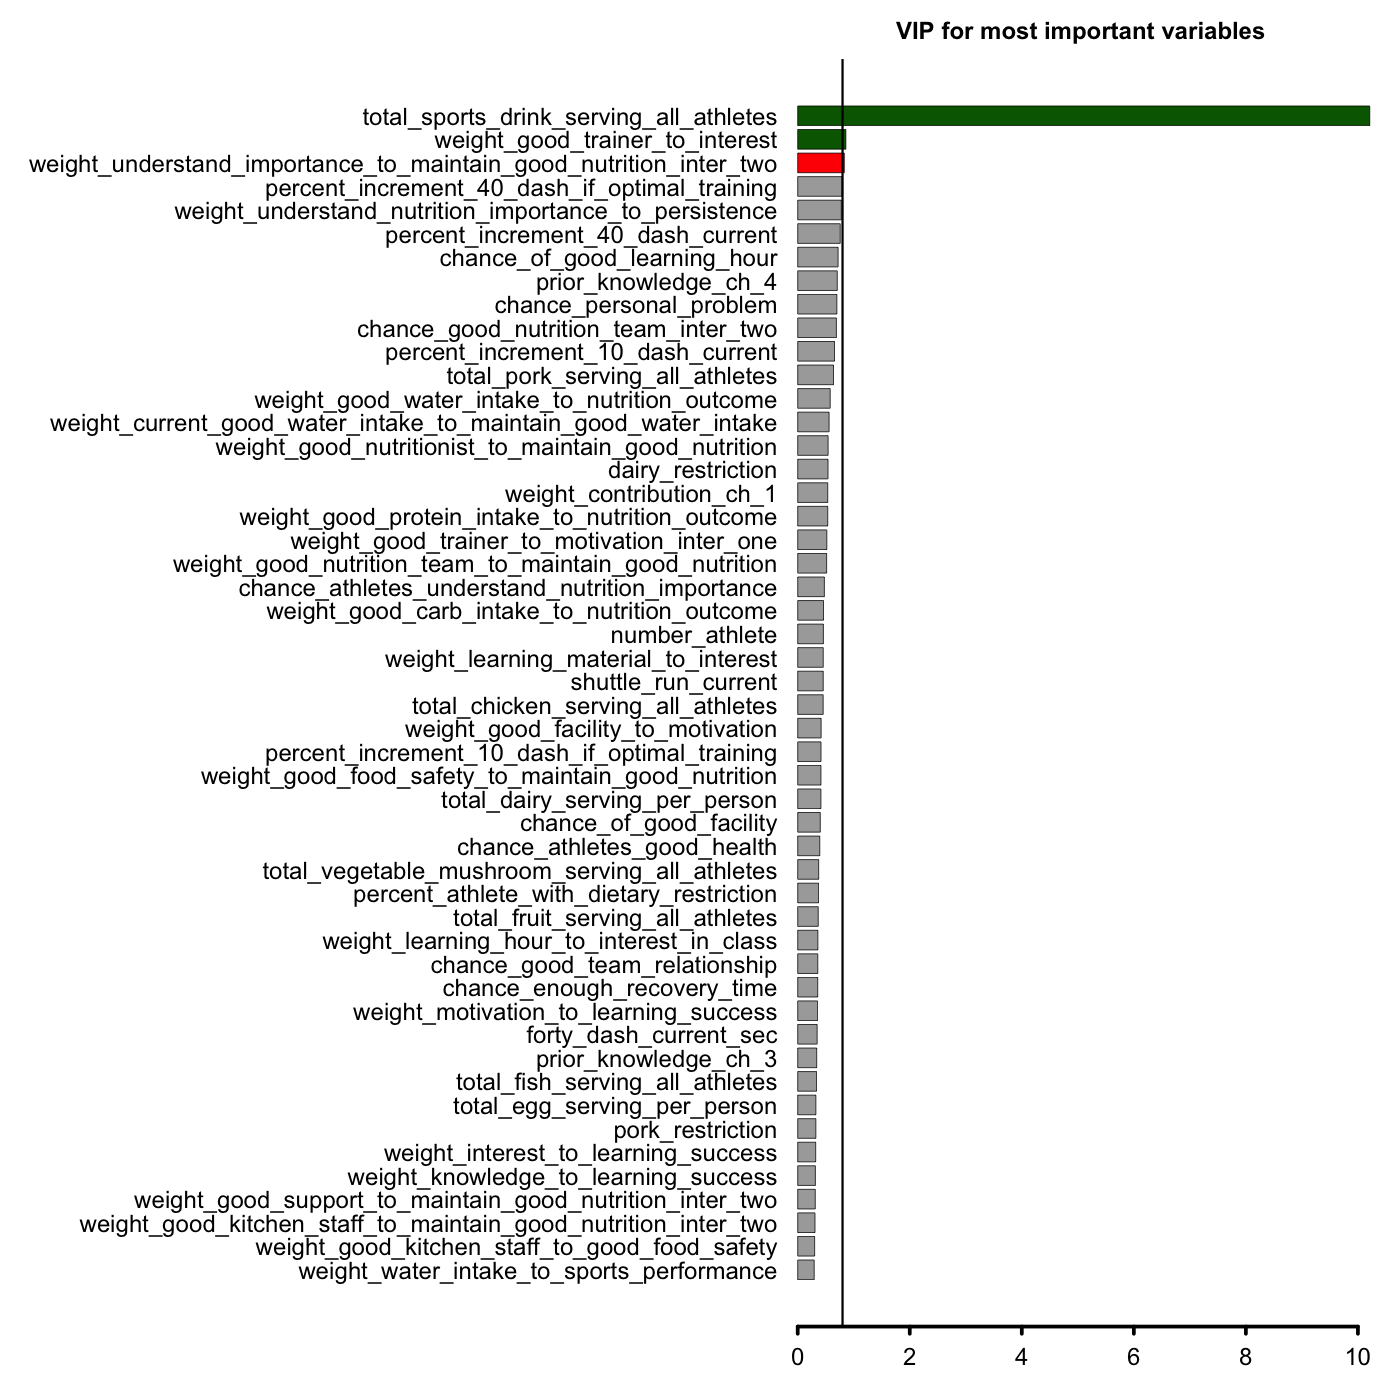 VIP for most important variables
total_sports_drink_serving_all_athletes
weight_good_trainer_to_interest
weight_understand_importance_to_maintain_good_nutrition_inter_two
percent_increment_40_dash_if_optimal_training
weight_understand_nutrition_importance_to_persistence
percent_increment_40_dash_current
chance_of_good_learning_hour
prior_knowledge_ch_4
chance_personal_problem
chance_good_nutrition_team_inter_two
percent_increment_10_dash_current
total_pork_serving_all_athletes
weight_good_water_intake_to_nutrition_outcome
weight_current_good_water_intake_to_maintain_good_water_intake
weight_good_nutritionist_to_maintain_good_nutrition
dairy_restriction
weight_contribution_ch_1
weight_good_protein_intake_to_nutrition_outcome
weight_good_trainer_to_motivation_inter_one
weight_good_nutrition_team_to_maintain_good_nutrition
chance_athletes_understand_nutrition_importance
weight_good_carb_intake_to_nutrition_outcome
number_athlete
weight_learning_material_to_interest
shuttle_run_current
total_chicken_serving_all_athletes
weight_good_facility_to_motivation
percent_increment_10_dash_if_optimal_training
weight_good_food_safety_to_maintain_good_nutrition
total_dairy_serving_per_person
chance_of_good_facility
chance_athletes_good_health
total_vegetable_mushroom_serving_all_athletes
percent_athlete_with_dietary_restriction
total_fruit_serving_all_athletes
weight_learning_hour_to_interest_in_class
chance_good_team_relationship
chance_enough_recovery_time
weight_motivation_to_learning_success
forty_dash_current_sec
prior_knowledge_ch_3
total_fish_serving_all_athletes
total_egg_serving_per_person
pork_restriction
weight_interest_to_learning_success
weight_knowledge_to_learning_success
weight_good_support_to_maintain_good_nutrition_inter_two
weight_good_kitchen_staff_to_maintain_good_nutrition_inter_two
weight_good_kitchen_staff_to_good_food_safety
weight_water_intake_to_sports_performance
0 2 4 6 8 10